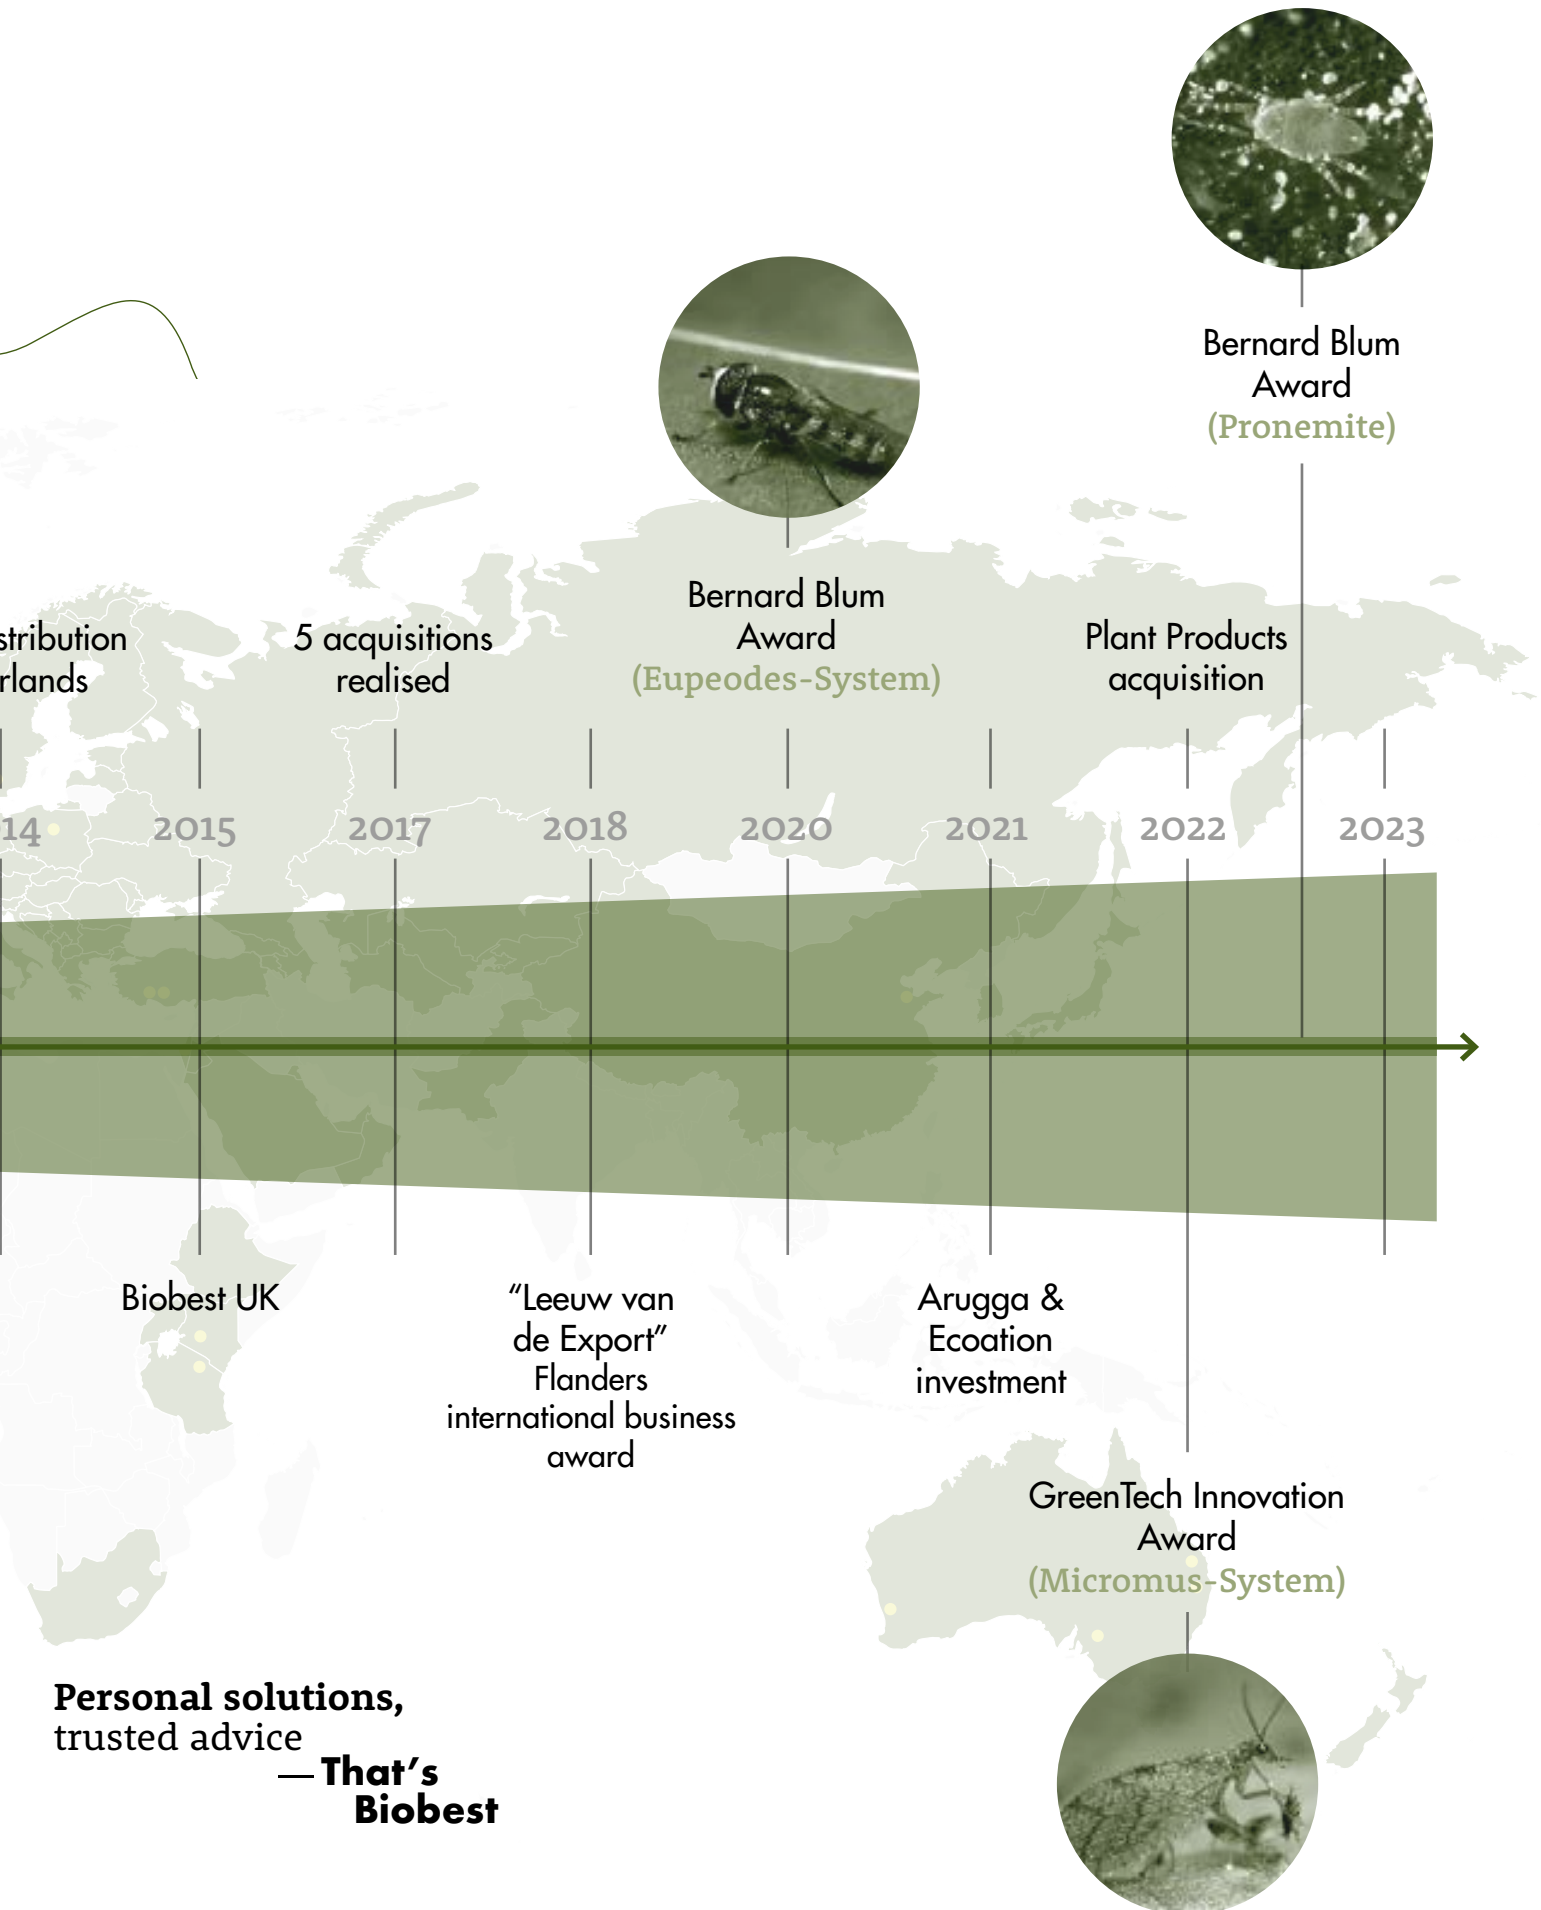 Bernard Blum
Award
(Pronemite)
Bernard Blum
Award
(Eupeodes-System)
stribution
rlands
5 acquisitions
realised
Plant Products
acquisition
14
2015
2017
2018
2020
2021
2022
2023
Biobest UK
“Leeuw van
de Export”
Flanders
international business
award
Arugga &
Ecoation
investment
GreenTech Innovation
Award
(Micromus-System)
Personal solutions,
trusted advice
— That’s
Biobest